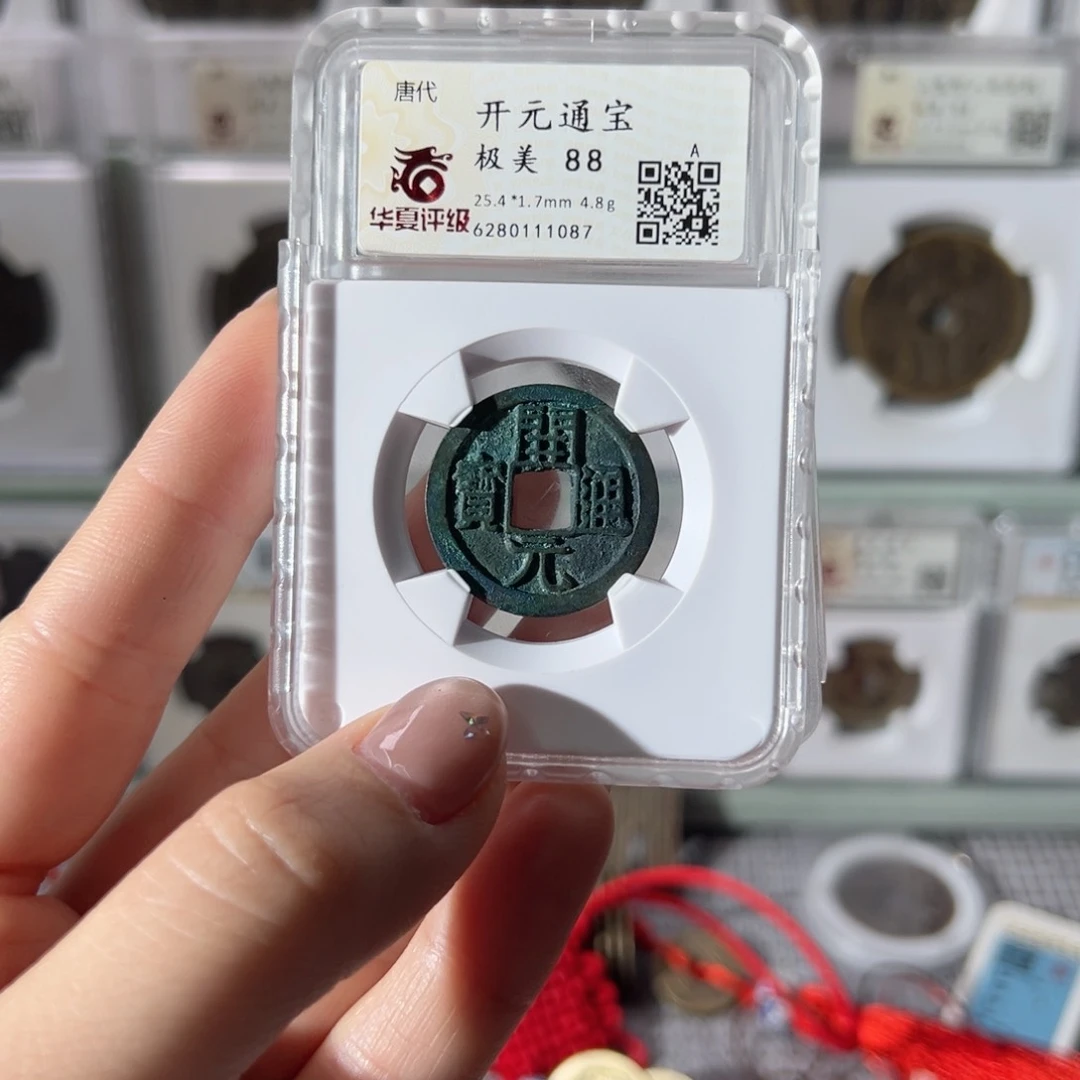 唐代
开元通宝
极美 88
A
25.4*1.7mm 4.8g
华夏评级
6280111087
開
寶 通
元